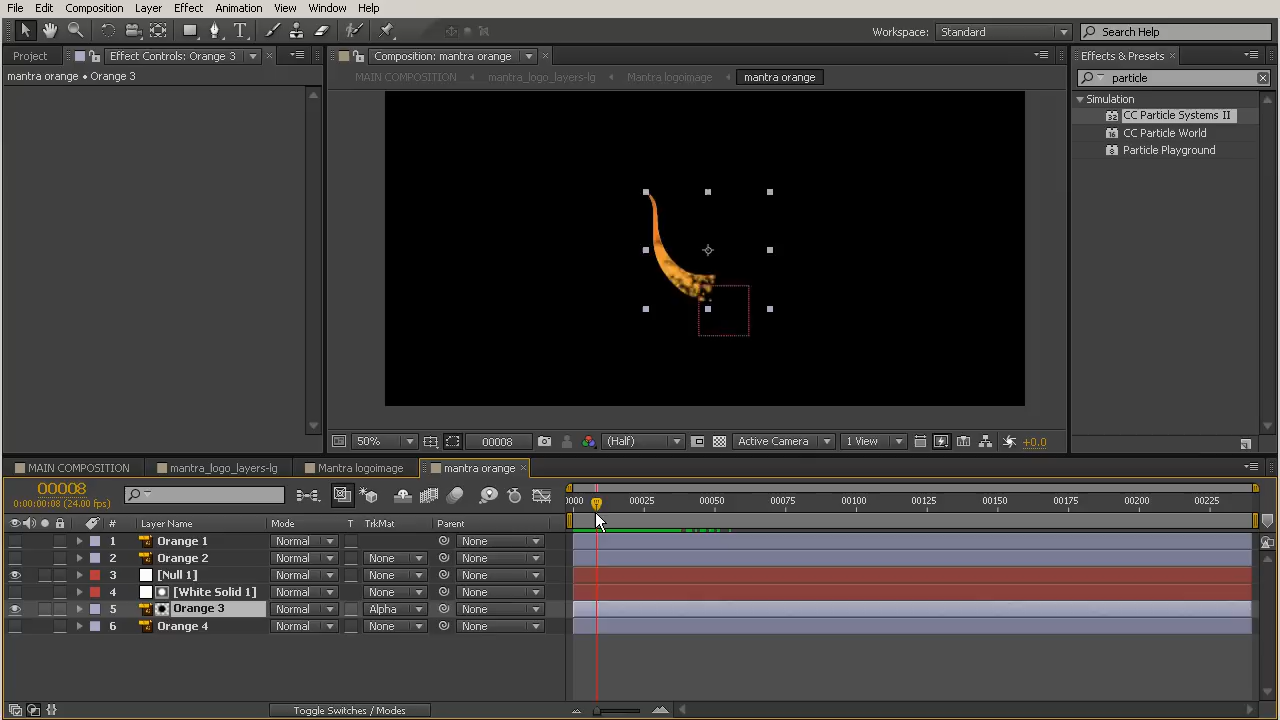 File Edit Composition Layer Effect Animation View Window Help
Workspace: Standard Search Help
Project Effect Controls: Orange 3 Composition: mantra orange Effects & Presets
mantra orange • Orange 3 MAIN COMPOSITION mantra_logo_layers-lg Mantra logoimage mantra orange particle
Simulation
32 CC Particle Systems II
16 CC Particle World
8 Particle Playground
50% 00008 (Half) Active Camera 1 View +0.0
MAIN COMPOSITION mantra_logo_layers-lg Mantra logoimage mantra orange
00008
0:00:00:08 (24.00 fps)
0000 00025 00050 00075 00100 00125 00150 00175 00200 00225
# Layer Name Mode T TrkMat Parent
1 Orange 1 Normal None
2 Orange 2 Normal None None
3 [Null 1] Normal None None
4 [White Solid 1] Normal None None
5 Orange 3 Normal Alpha None
6 Orange 4 Normal None None
Toggle Switches / Modes